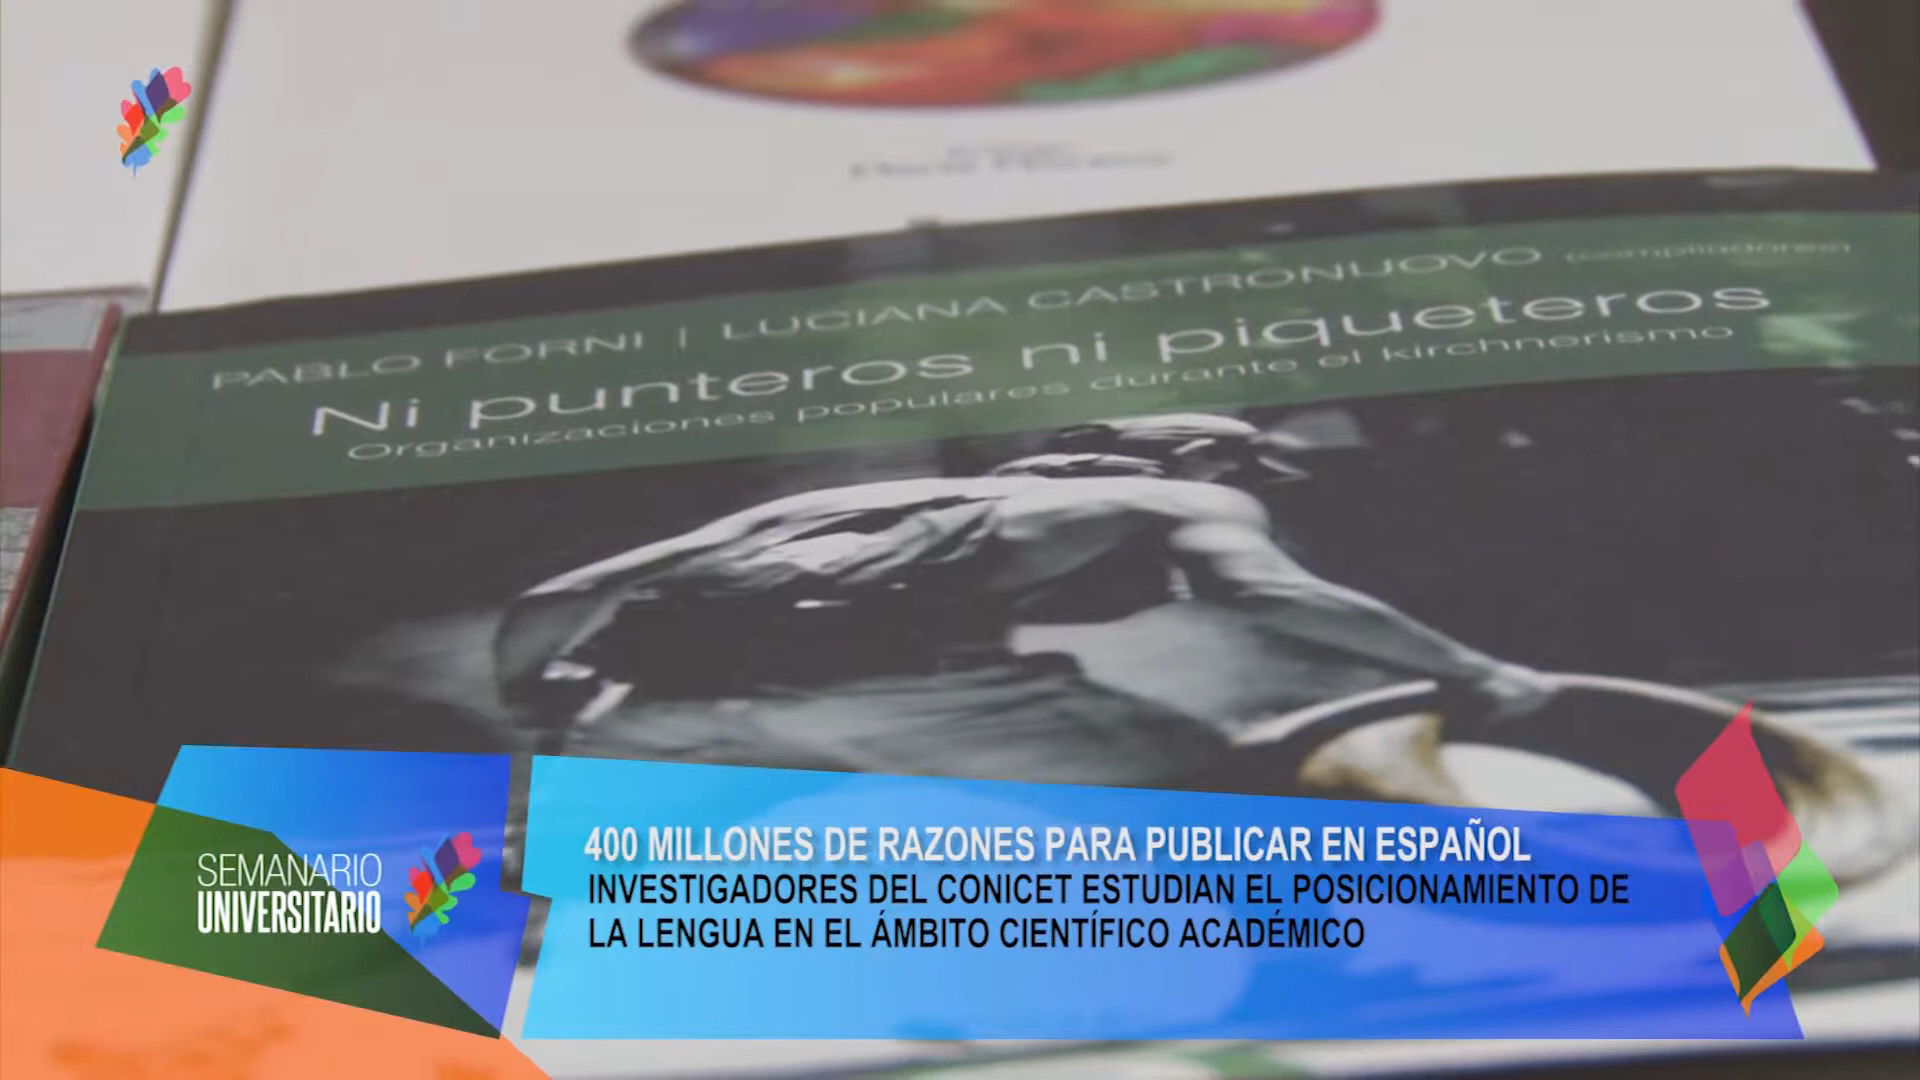 PABLO FORNI | LUCIANA CASTRONUOVO (compiladores)
Ni punteros ni piqueteros
Organizaciones populares durante el kirchnerismo
SEMANARIO
UNIVERSITARIO
400 MILLONES DE RAZONES PARA PUBLICAR EN ESPAÑOL
INVESTIGADORES DEL CONICET ESTUDIAN EL POSICIONAMIENTO DE
LA LENGUA EN EL ÁMBITO CIENTÍFICO ACADÉMICO